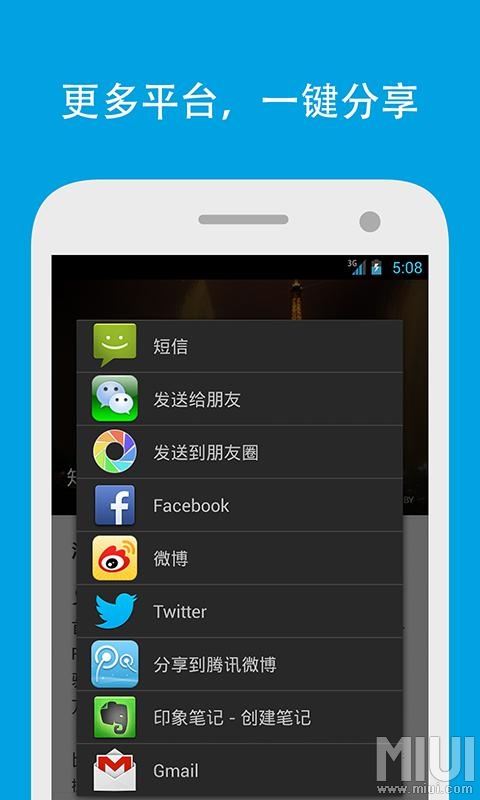 更多平台，一键分享
3G
5:08
短信
发送给朋友
发送到朋友圈
Facebook
微博
Twitter
分享到腾讯微博
印象笔记 - 创建笔记
Gmail
BY
MIUI
www.miui.com